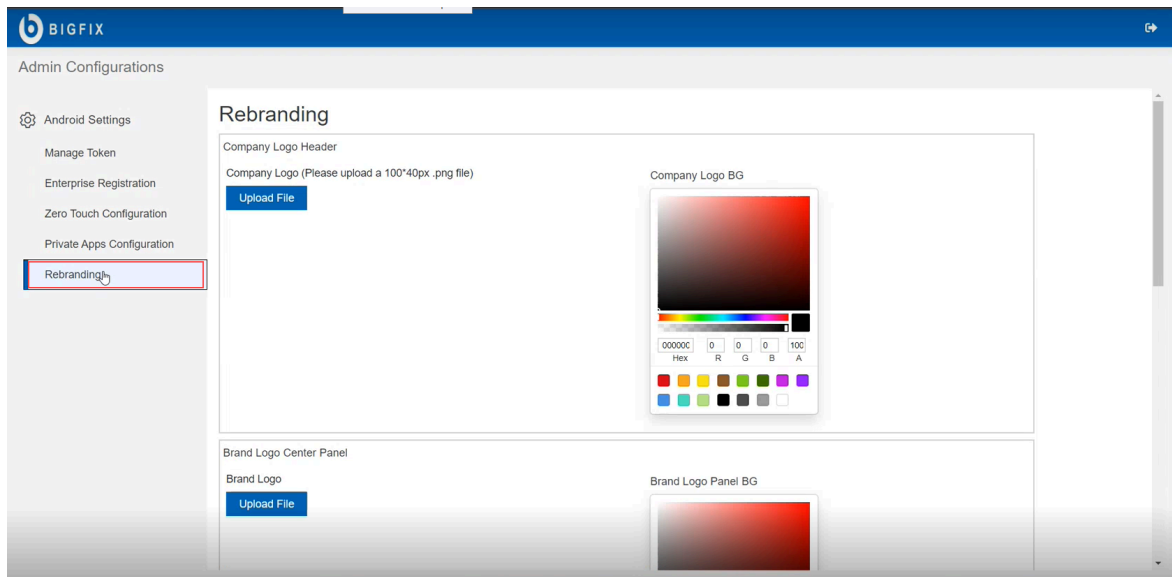 BIGFIX
Admin Configurations
Android Settings
Manage Token
Enterprise Registration
Zero Touch Configuration
Private Apps Configuration
Rebranding
Rebranding
Company Logo Header
Company Logo (Please upload a 100*40px .png file)
Upload File
Company Logo BG
00000C 0 0 0 100
Hex R G B A
Brand Logo Center Panel
Brand Logo
Upload File
Brand Logo Panel BG